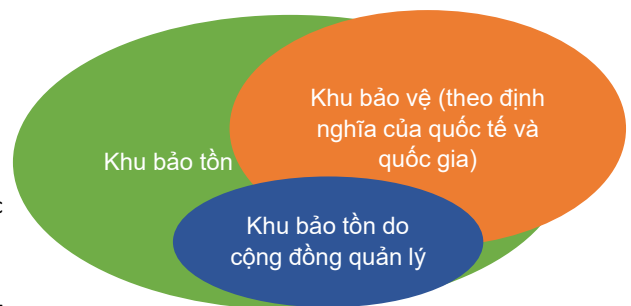 Khu bảo vệ (theo định
nghĩa của quốc tế và
quốc gia)
Khu bảo tồn
Khu bảo tồn do
cộng đồng quản lý